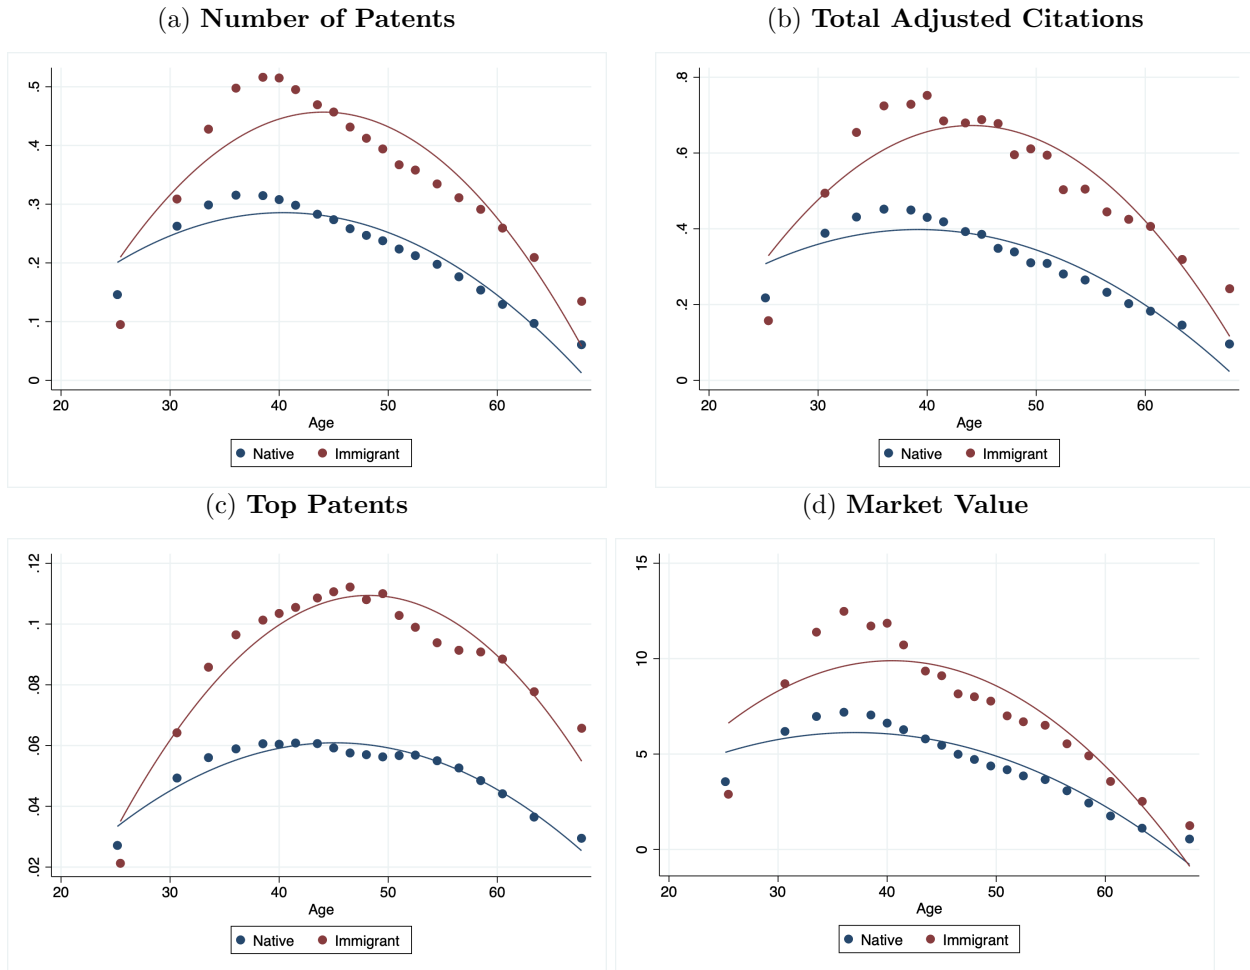 (a) Number of Patents
.5
.4
.3
.2
.1
0
20 30 40 50 60
Age
Native Immigrant
(b) Total Adjusted Citations
.8
.6
.4
.2
0
20 30 40 50 60
Age
Native Immigrant
(c) Top Patents
.12
.1
.08
.06
.04
.02
20 30 40 50 60
Age
Native Immigrant
(d) Market Value
15
10
5
0
20 30 40 50 60
Age
Native Immigrant